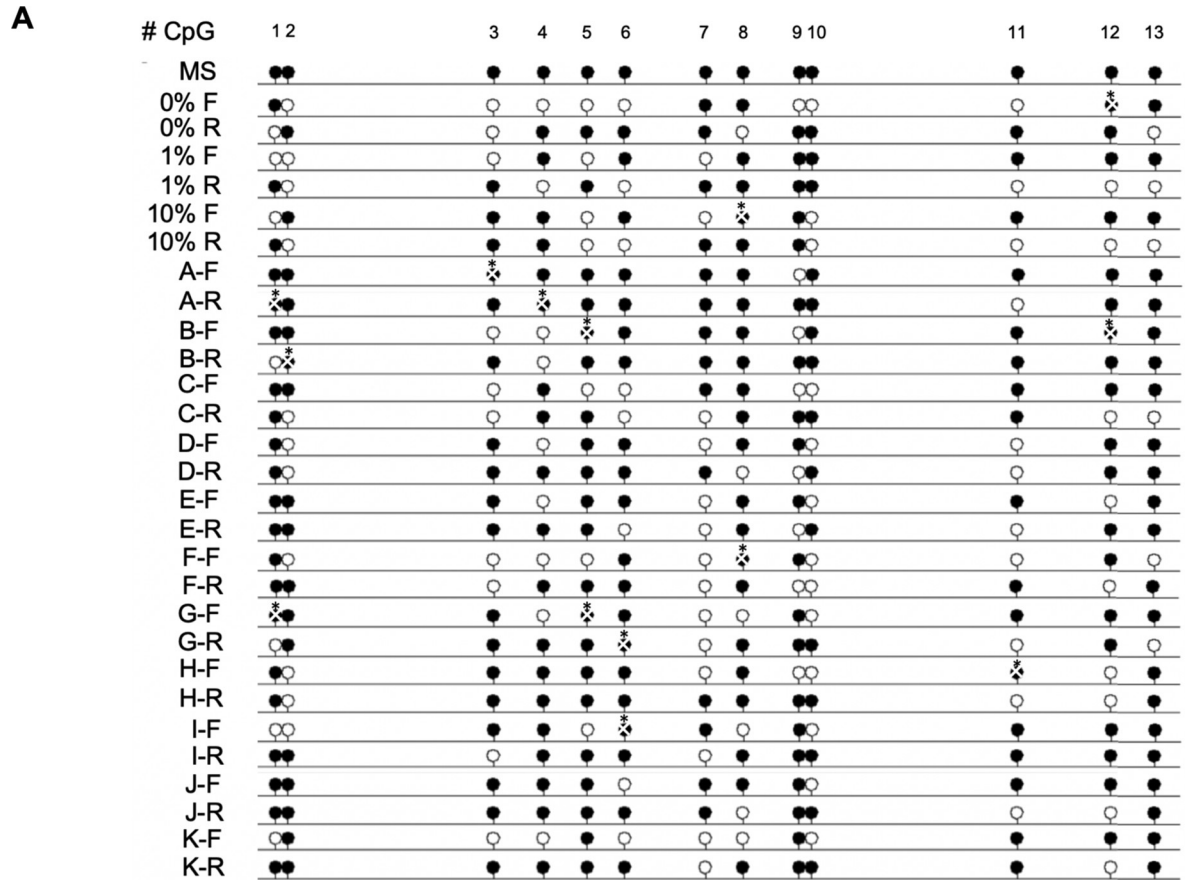 A
# CpG 1 2 3 4 5 6 7 8 9 10 11 12 13
MS
0% F
*
0% R
1% F
1% R
10% F
*
10% R
A-F
*
A-R
* *
B-F
* *
B-R
*
C-F
C-R
D-F
D-R
E-F
E-R
F-F
*
F-R
G-F
* *
G-R
*
H-F
*
H-R
I-F
*
I-R
J-F
J-R
K-F
K-R